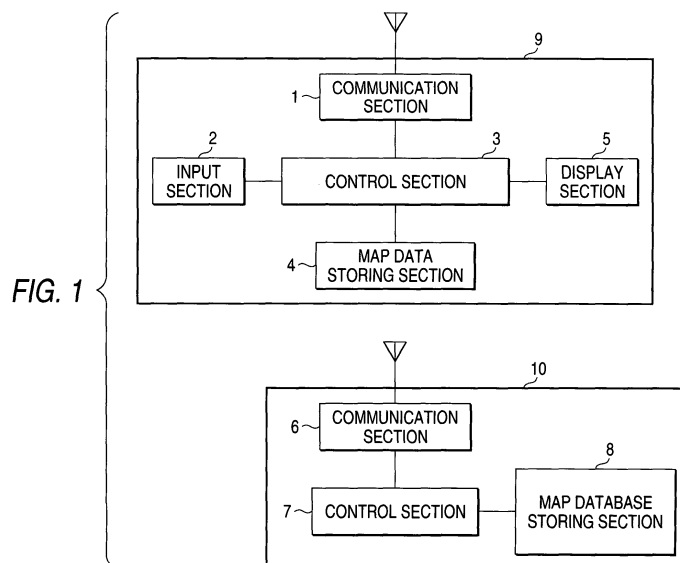 FIG. 1
9
1
COMMUNICATION
SECTION
2
INPUT
SECTION
3
CONTROL SECTION
5
DISPLAY
SECTION
4
MAP DATA
STORING SECTION
10
6
COMMUNICATION
SECTION
7
CONTROL SECTION
8
MAP DATABASE
STORING SECTION